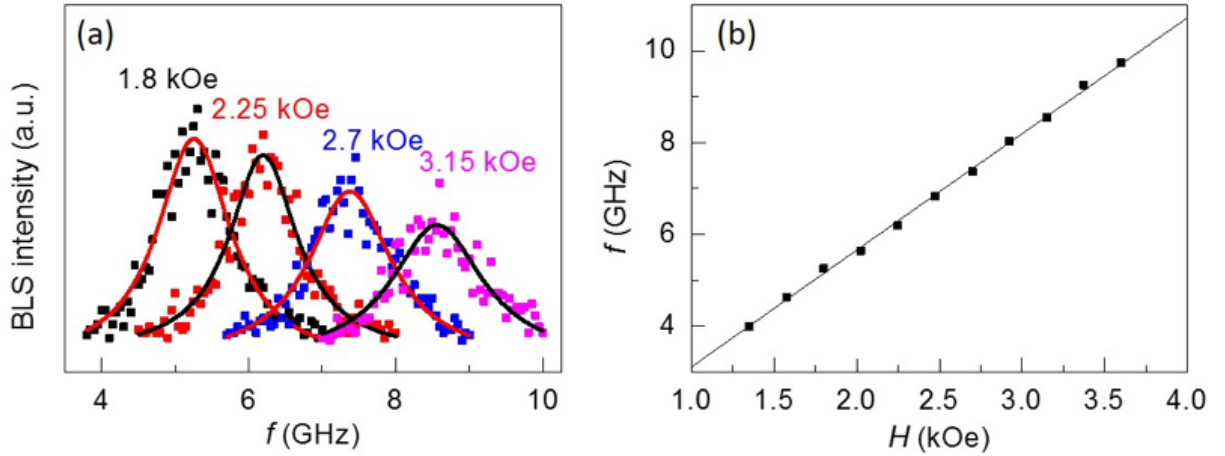 (a)
1.8 kOe
2.25 kOe
2.7 kOe
3.15 kOe
BLS intensity (a.u.)
4 6 8 10
f (GHz)
(b)
10
8
6
4
f (GHz)
1.0 1.5 2.0 2.5 3.0 3.5 4.0
H (kOe)